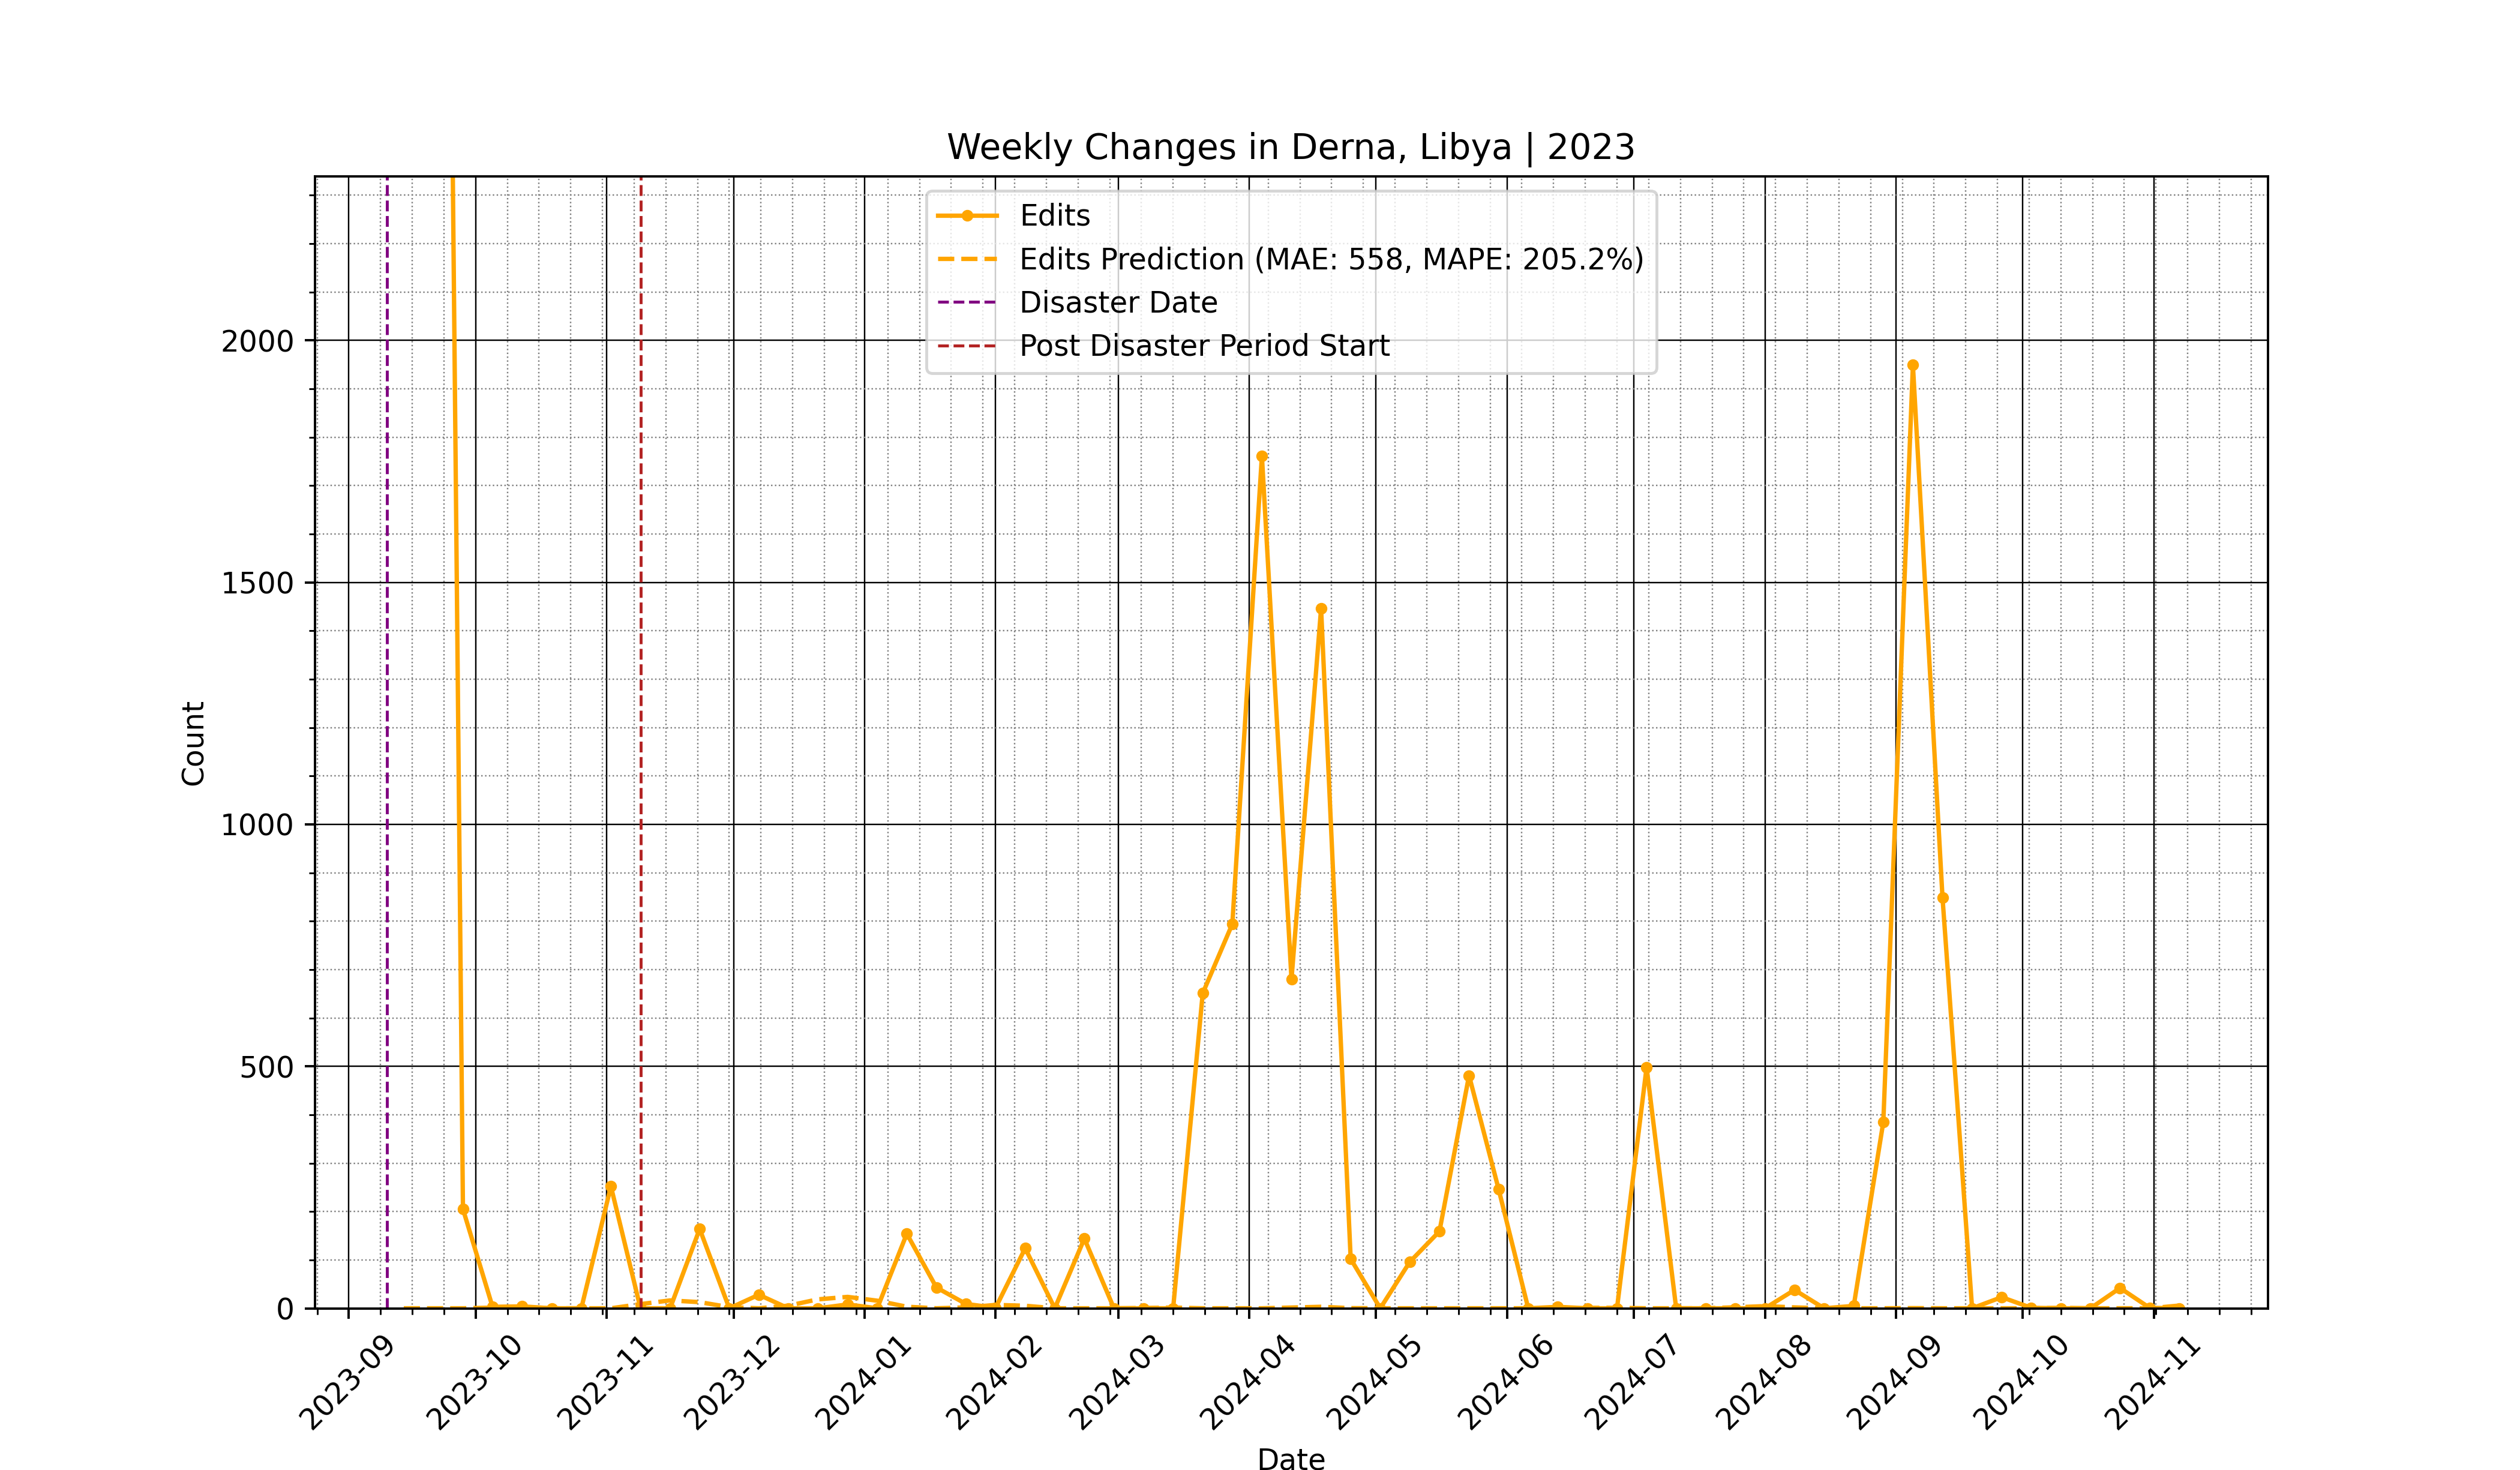 Weekly Changes in Derna, Libya | 2023
Edits
Edits Prediction (MAE: 558, MAPE: 205.2%)
Disaster Date
Post Disaster Period Start
Count
2000
1500
1000
500
0
2023-09
2023-10
2023-11
2023-12
2024-01
2024-02
2024-03
2024-04
2024-05
2024-06
2024-07
2024-08
2024-09
2024-10
2024-11
Date